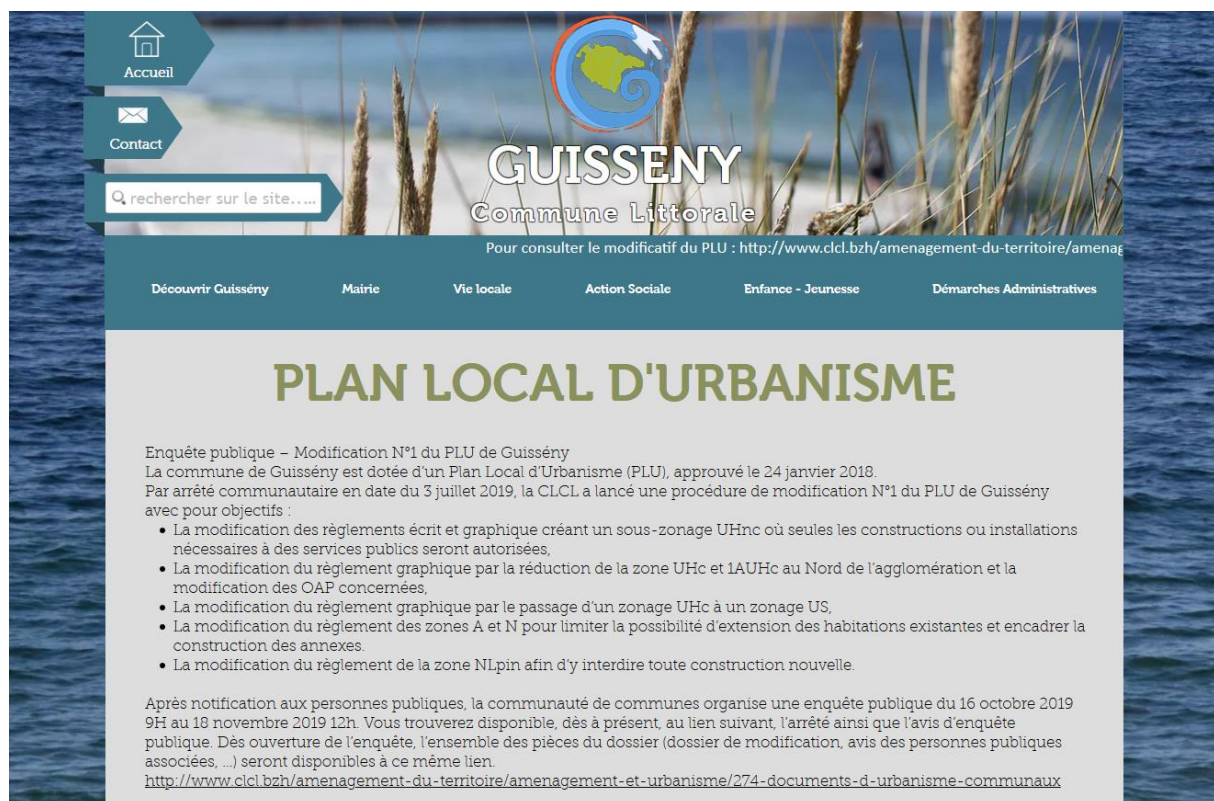 Accueil
Contact
rechercher sur le site…..
GUISSENY
Commune Littorale
Pour consulter le modificatif du PLU : http://www.clcl.bzh/amenagement-du-territoire/amenag
Découvrir Guissény
Mairie
Vie locale
Action Sociale
Enfance - Jeunesse
Démarches Administratives
PLAN LOCAL D'URBANISME
Enquête publique – Modification N°1 du PLU de Guissény
La commune de Guissény est dotée d’un Plan Local d’Urbanisme (PLU), approuvé le 24 janvier 2018.
Par arrêté communautaire en date du 3 juillet 2019, la CLCL a lancé une procédure de modification N°1 du PLU de Guissény
avec pour objectifs :
• La modification des règlements écrit et graphique créant un sous-zonage UHnc où seules les constructions ou installations
nécessaires à des services publics seront autorisées,
• La modification du règlement graphique par la réduction de la zone UHc et 1AUHc au Nord de l’agglomération et la
modification des OAP concernées,
• La modification du règlement graphique par le passage d’un zonage UHc à un zonage US,
• La modification du règlement des zones A et N pour limiter la possibilité d’extension des habitations existantes et encadrer la
construction des annexes.
• La modification du règlement de la zone NLpin afin d’y interdire toute construction nouvelle.
Après notification aux personnes publiques, la communauté de communes organise une enquête publique du 16 octobre 2019
9H au 18 novembre 2019 12h. Vous trouverez disponible, dès à présent, au lien suivant, l’arrêté ainsi que l’avis d’enquête
publique. Dès ouverture de l’enquête, l’ensemble des pièces du dossier (dossier de modification, avis des personnes publiques
associées, …) seront disponibles à ce même lien.
http://www.clcl.bzh/amenagement-du-territoire/amenagement-et-urbanisme/274-documents-d-urbanisme-communaux